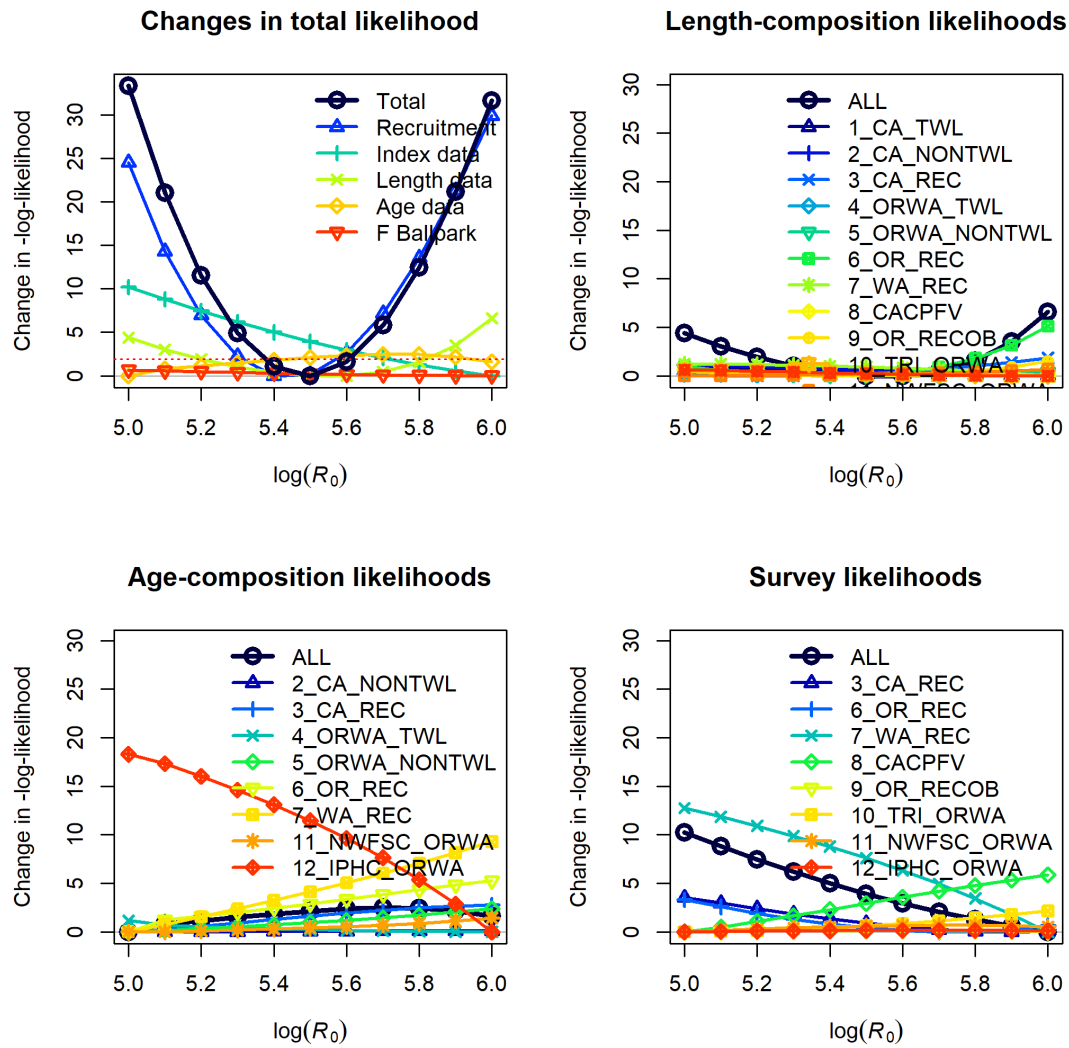 Changes in total likelihood
Change in -log-likelihood
30
25
20
15
10
5
0
Total
Recruitment
Index data
Length data
Age data
F Ballpark
5.0 5.2 5.4 5.6 5.8 6.0
log(R0)
Length-composition likelihoods
Change in -log-likelihood
30
25
20
15
10
5
0
ALL
1_CA_TWL
2_CA_NONTWL
3_CA_REC
4_ORWA_TWL
5_ORWA_NONTWL
6_OR_REC
7_WA_REC
8_CACPFV
9_OR_RECOB
10_TRI_ORWA
11_NWFSC_ORWA
5.0 5.2 5.4 5.6 5.8 6.0
log(R0)
Age-composition likelihoods
Change in -log-likelihood
30
25
20
15
10
5
0
ALL
2_CA_NONTWL
3_CA_REC
4_ORWA_TWL
5_ORWA_NONTWL
6_OR_REC
7_WA_REC
11_NWFSC_ORWA
12_IPHC_ORWA
5.0 5.2 5.4 5.6 5.8 6.0
log(R0)
Survey likelihoods
Change in -log-likelihood
30
25
20
15
10
5
0
ALL
3_CA_REC
6_OR_REC
7_WA_REC
8_CACPFV
9_OR_RECOB
10_TRI_ORWA
11_NWFSC_ORWA
12_IPHC_ORWA
5.0 5.2 5.4 5.6 5.8 6.0
log(R0)